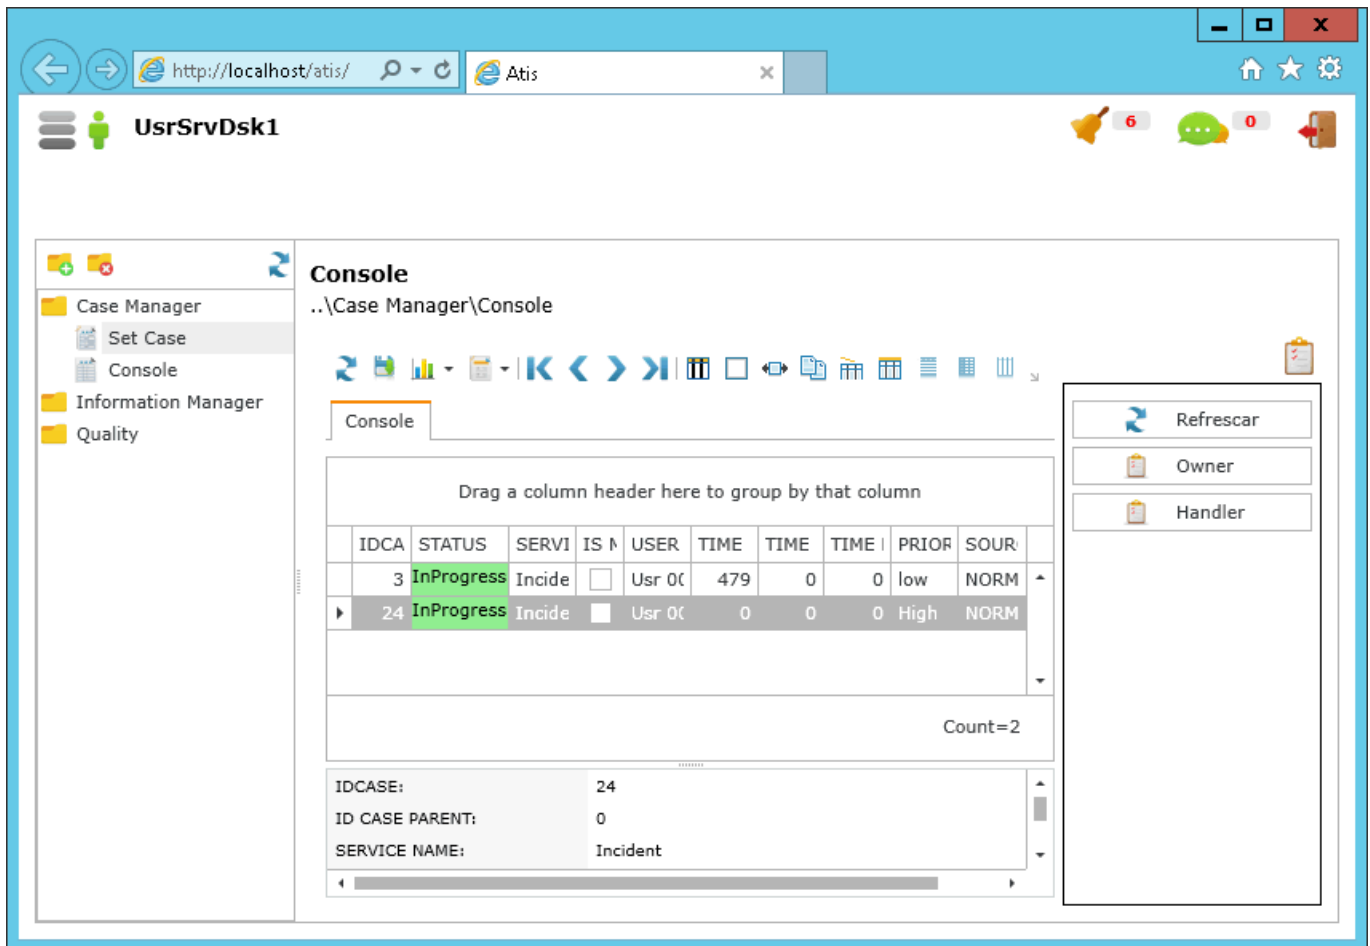 http://localhost/atis/
Atis
UsrSrvDsk1
6
0
Console
..\Case Manager\Console
Case Manager
Set Case
Console
Information Manager
Quality
Console
Refrescar
Owner
Handler
Drag a column header here to group by that column
IDCA STATUS SERVI IS USER TIME TIME TIME PRIOR SOUR
3 InProgress Incide Usr 479 0 0 low NORM
24 InProgress Incide Usr 0 0 0 High NORM
Count=2
IDCASE: 24
ID CASE PARENT: 0
SERVICE NAME: Incident